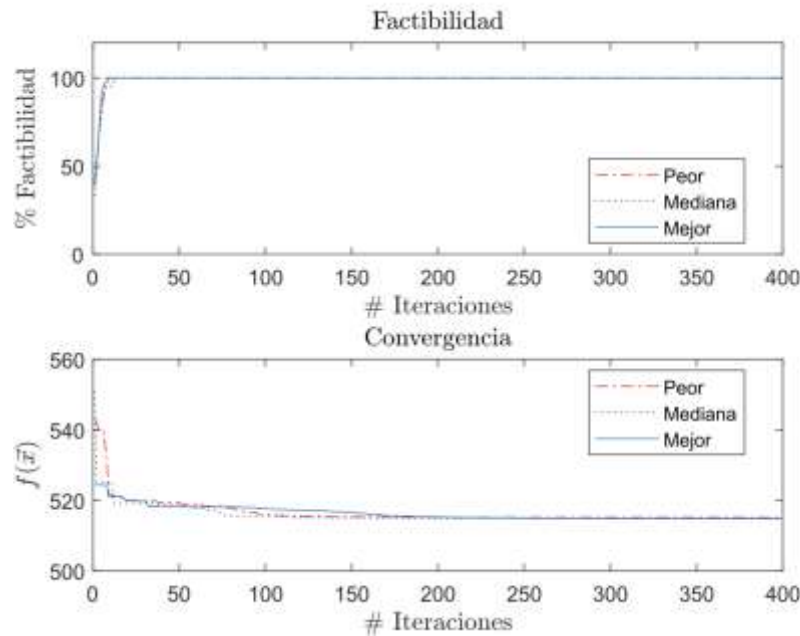 Factibilidad
% Factibilidad
100
50
0
Peor
Mediana
Mejor
0 50 100 150 200 250 300 350 400
# Iteraciones
Convergencia
f(x⃗)
560
540
520
500
Peor
Mediana
Mejor
0 50 100 150 200 250 300 350 400
# Iteraciones